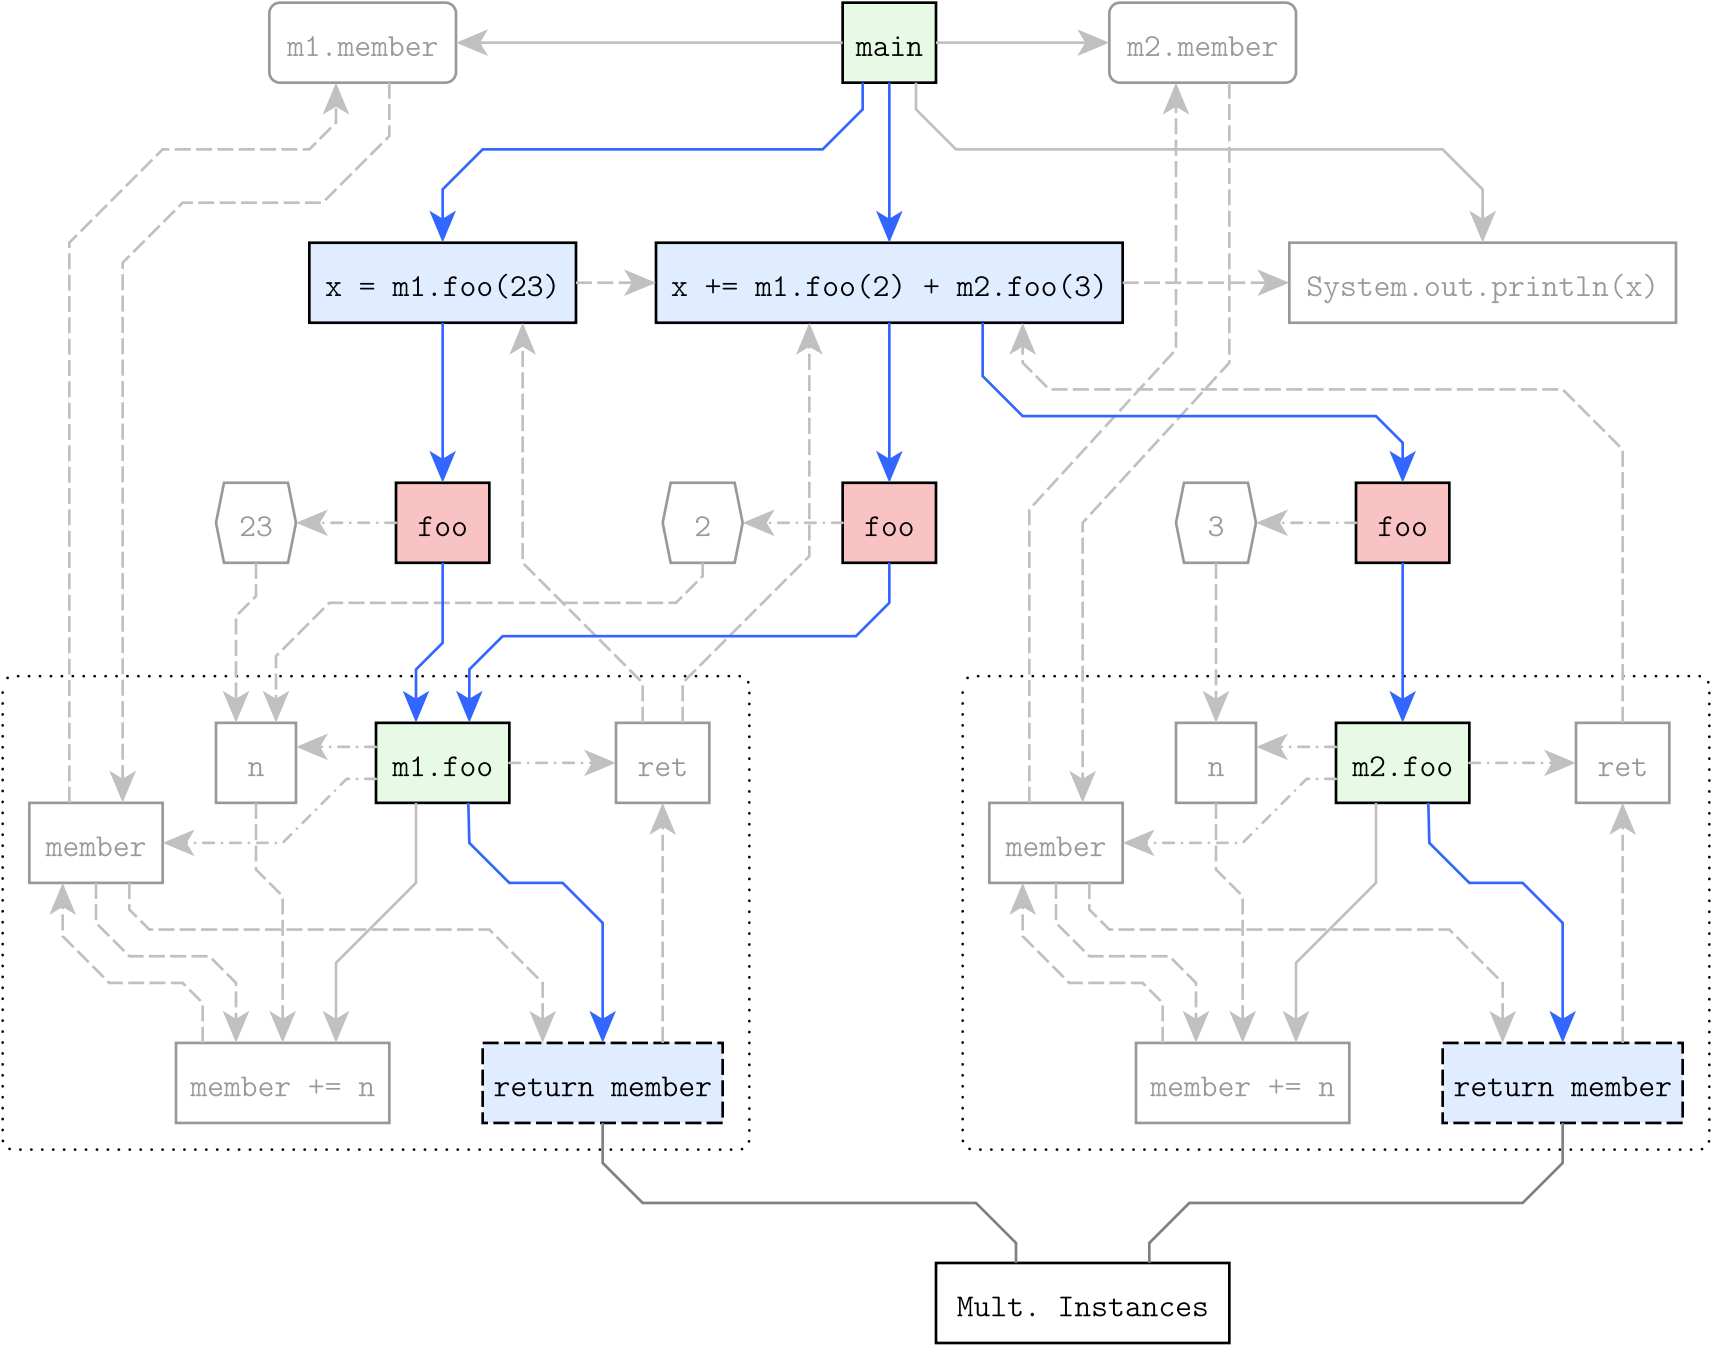 m1.member
main
m2.member
x = m1.foo(23)
x += m1.foo(2) + m2.foo(3)
System.out.println(x)
23
foo
2
foo
3
foo
n
m1.foo
ret
n
m2.foo
ret
member
member
member += n
return member
member += n
return member
Mult. Instances